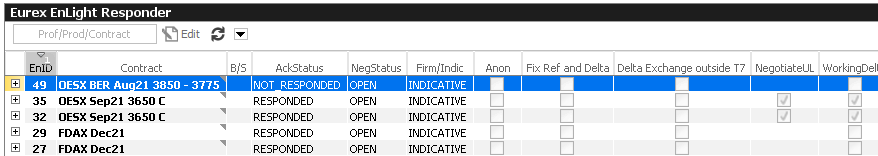 Eurex EnLight Responder
Prof/Prod/Contract Edit
EnID Contract B/S AckStatus NegStatus Firm/Indic Anon Fix Ref and Delta Delta Exchange outside T7 NegotiateUL
49 OESX BER Aug21 3850 - 3775 NOT_RESPONDED OPEN INDICATIVE
35 OESX Sep21 3650 C RESPONDED OPEN INDICATIVE
32 OESX Sep21 3650 C RESPONDED OPEN INDICATIVE
29 FDAX Dec21 RESPONDED OPEN INDICATIVE
27 FDAX Dec21 RESPONDED OPEN INDICATIVE